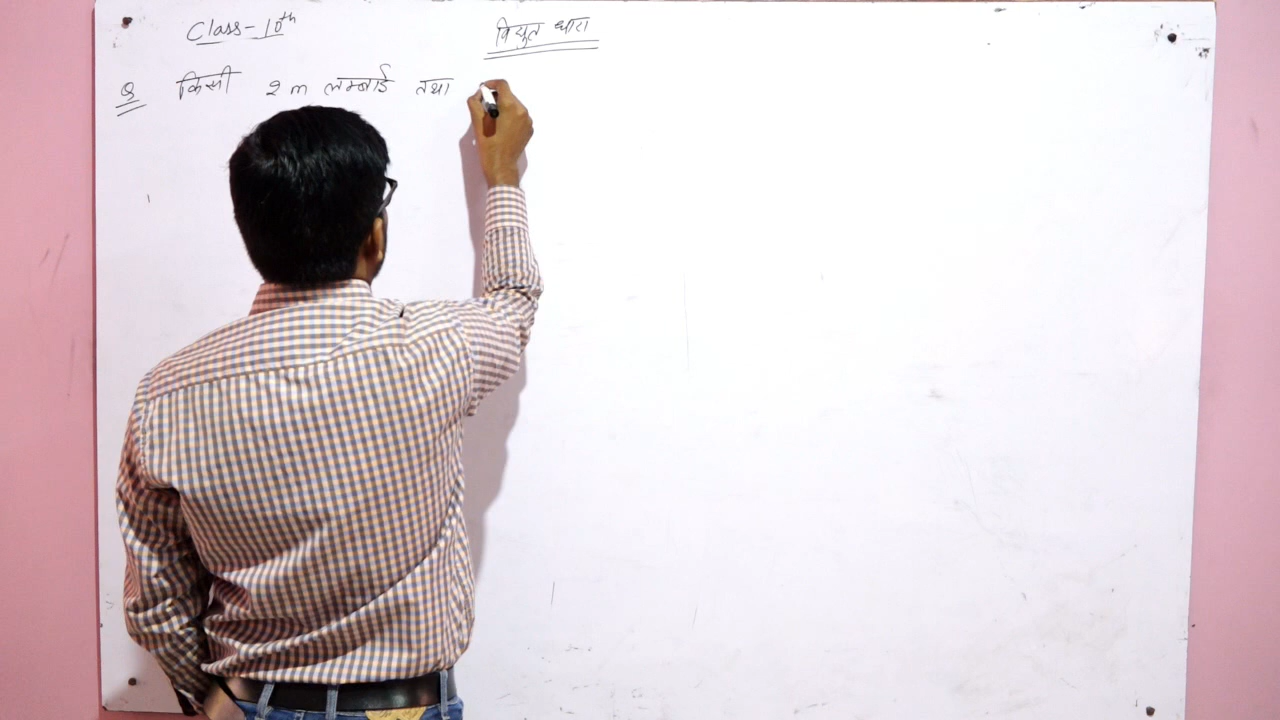 Class-10th
विद्युत धारा
Q किसी 2 m लम्बाई तथा